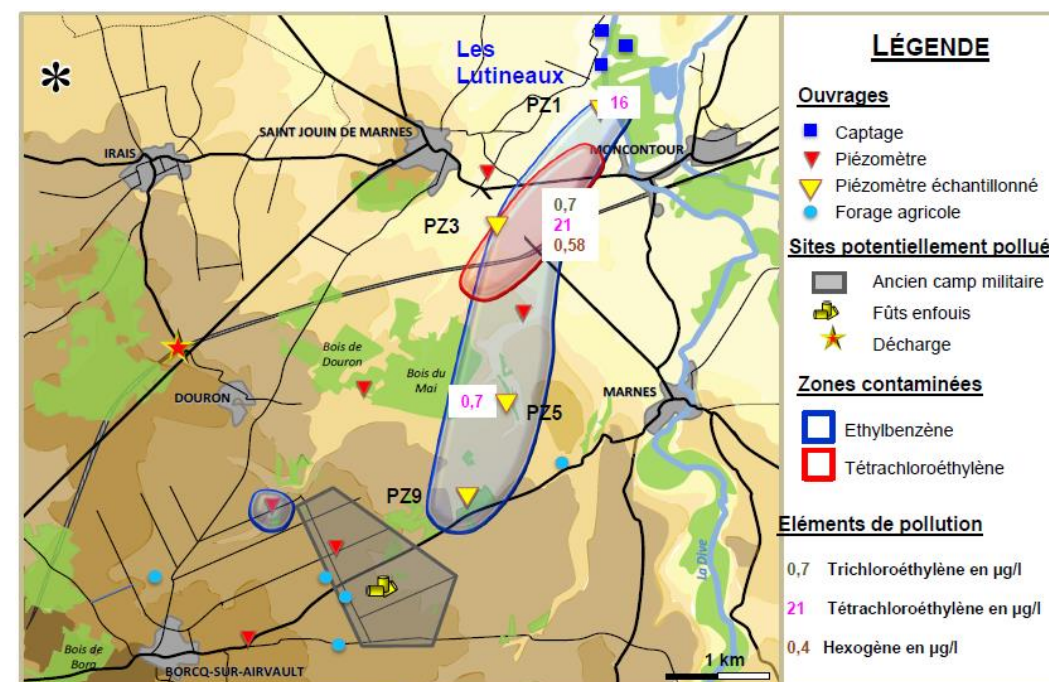 Les
Lutineaux
PZ1
16
SAINT JOUIN DE MARNES
IRAIS
MONCONTOUR
0,7
21
0,58
PZ3
Bois de
Douron
Bois du
Mai
MARNES
DOURON
0,7
PZ5
PZ9
La Dive
Bois de
Borq
BORCQ-SUR-AIRVAULT
1 km
LÉGENDE
Ouvrages
Captage
Piézomètre
Piézomètre échantillonné
Forage agricole
Sites potentiellement pollué
Ancien camp militaire
Fûts enfouis
Décharge
Zones contaminées
Ethylbenzène
Tétrachloroéthylène
Eléments de pollution
0,7 Trichloroéthylène en µg/l
21 Tétrachloroéthylène en µg/l
0,4 Hexogène en µg/l